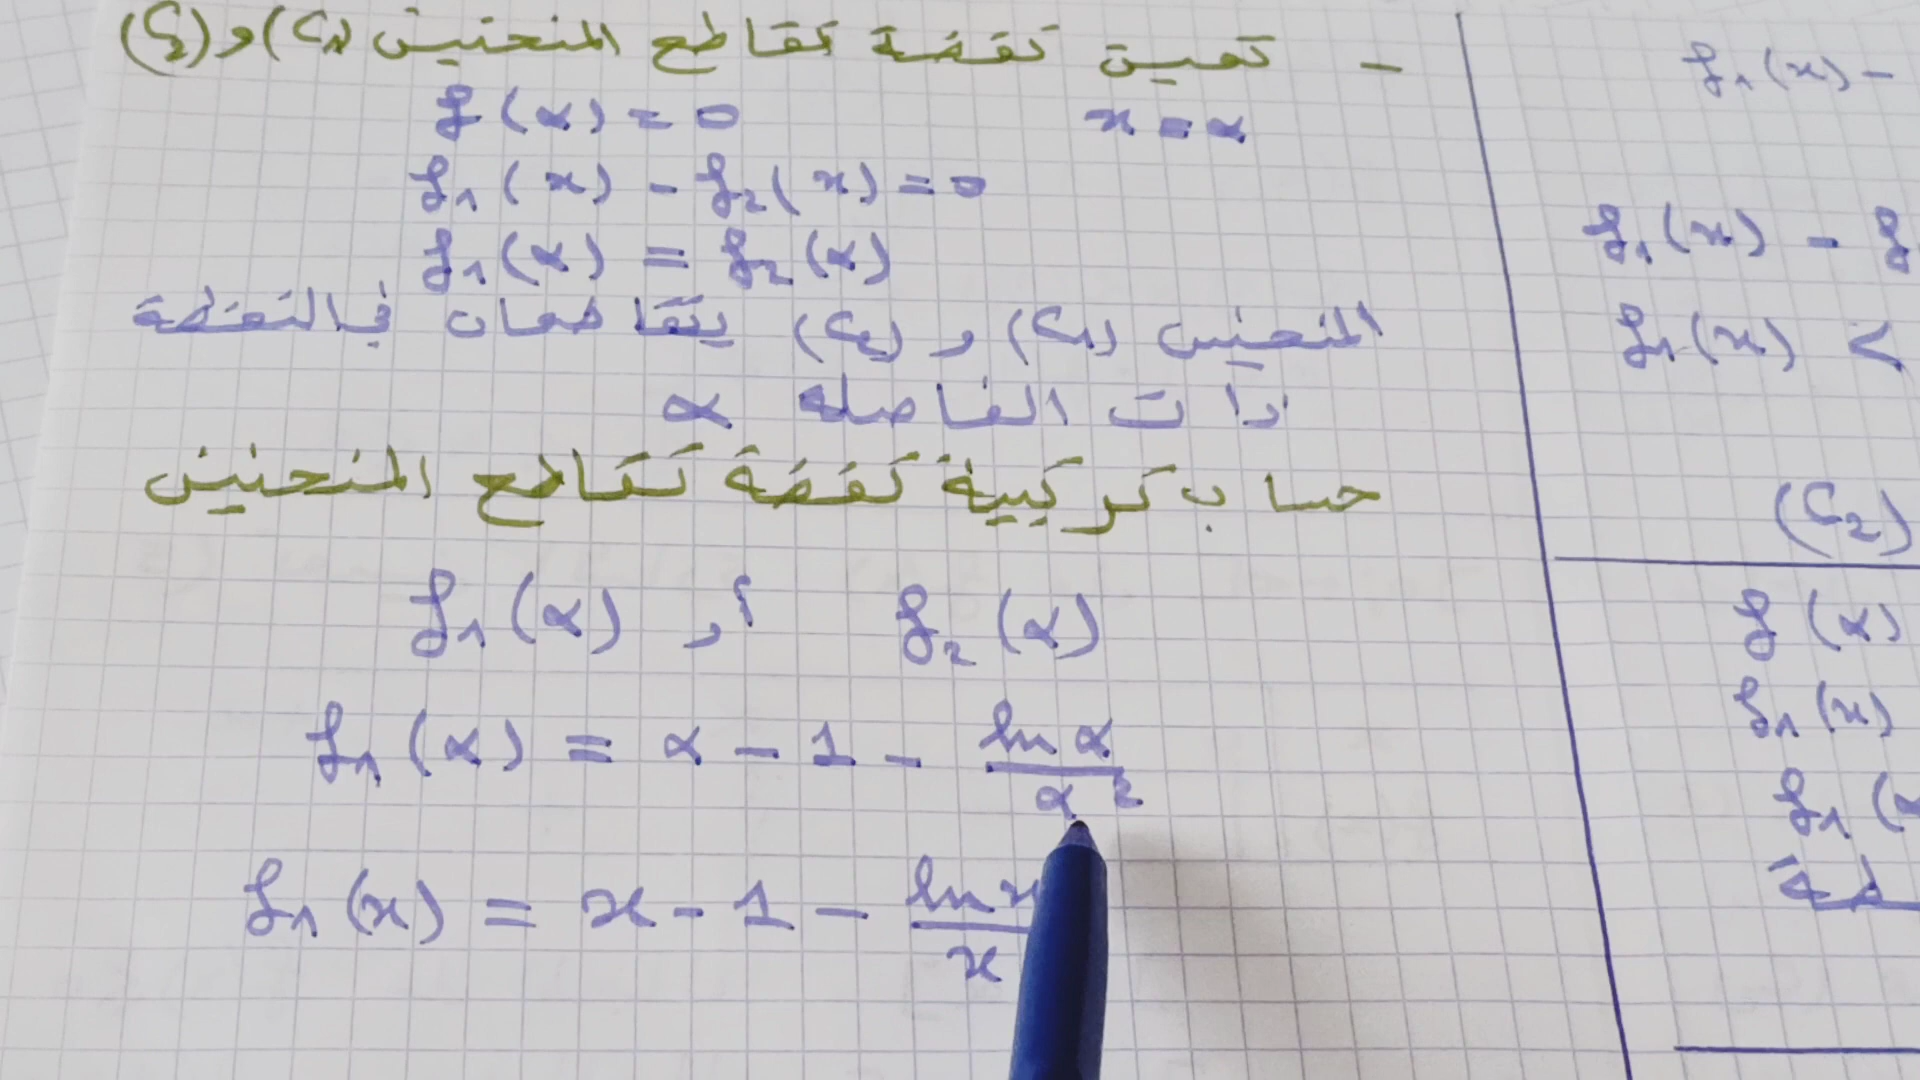 - تعيين نقطة تقاطع المنحنيين (C1) و (C2)
f(α) = 0 x = α
f1(x) - f2(x) = 0
f1(α) = f2(α)
المنحنيين (C1) و (C2) يتقاطعان في النقطة
ذات الفاصلة α
حساب تركيبة نقطة تقاطع المنحنيين
f1(α) أو f2(α)
f1(α) = α - 1 - ln α / α²
f1(x) = x - 1 - ln x / x
f1(x) -
f1(x) - f
f1(x) <
(C2)
f(α)
f1(x)
f1(α